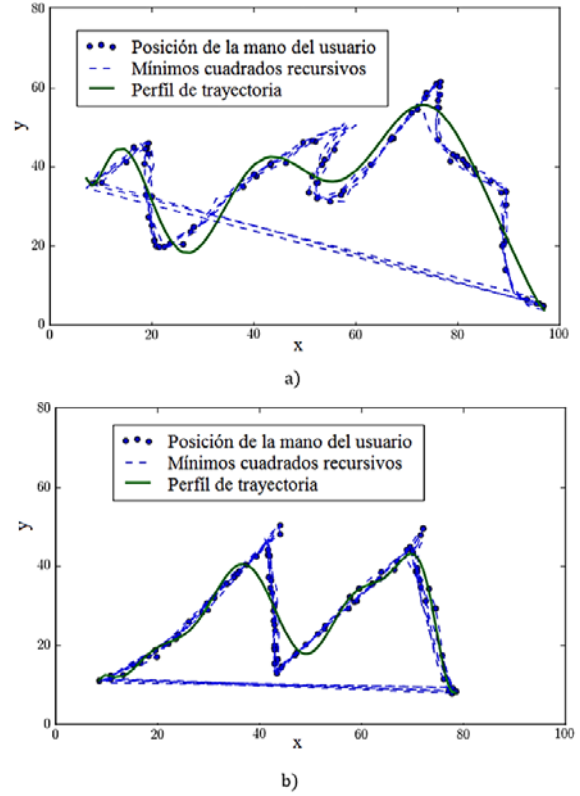 80
60
40
20
0
y
Posición de la mano del usuario
Mínimos cuadrados recursivos
Perfil de trayectoria
0 20 40 60 80 100
x
a)
80
60
40
20
0
y
Posición de la mano del usuario
Mínimos cuadrados recursivos
Perfil de trayectoria
0 20 40 60 80 100
x
b)